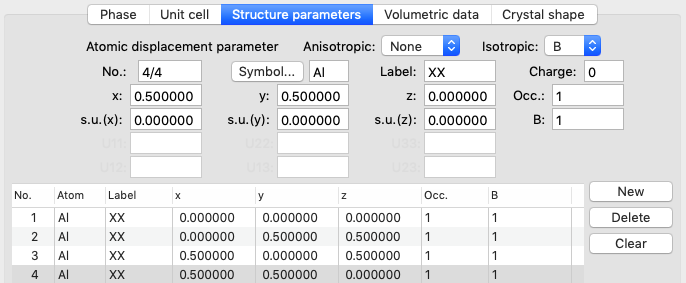 Phase Unit cell Structure parameters Volumetric data Crystal shape
Atomic displacement parameter Anisotropic: None Isotropic: B
No.: 4/4 Symbol... Al Label: XX Charge: 0
x: 0.500000 y: 0.500000 z: 0.000000 Occ.: 1
s.u.(x): 0.000000 s.u.(y): 0.000000 s.u.(z): 0.000000 B: 1
U11: U22: U33:
U12: U13: U23:
No. Atom Label x y z Occ. B New
1 Al XX 0.000000 0.000000 0.000000 1 1 Delete
2 Al XX 0.000000 0.500000 0.500000 1 1
3 Al XX 0.500000 0.000000 0.500000 1 1 Clear
4 Al XX 0.500000 0.500000 0.000000 1 1